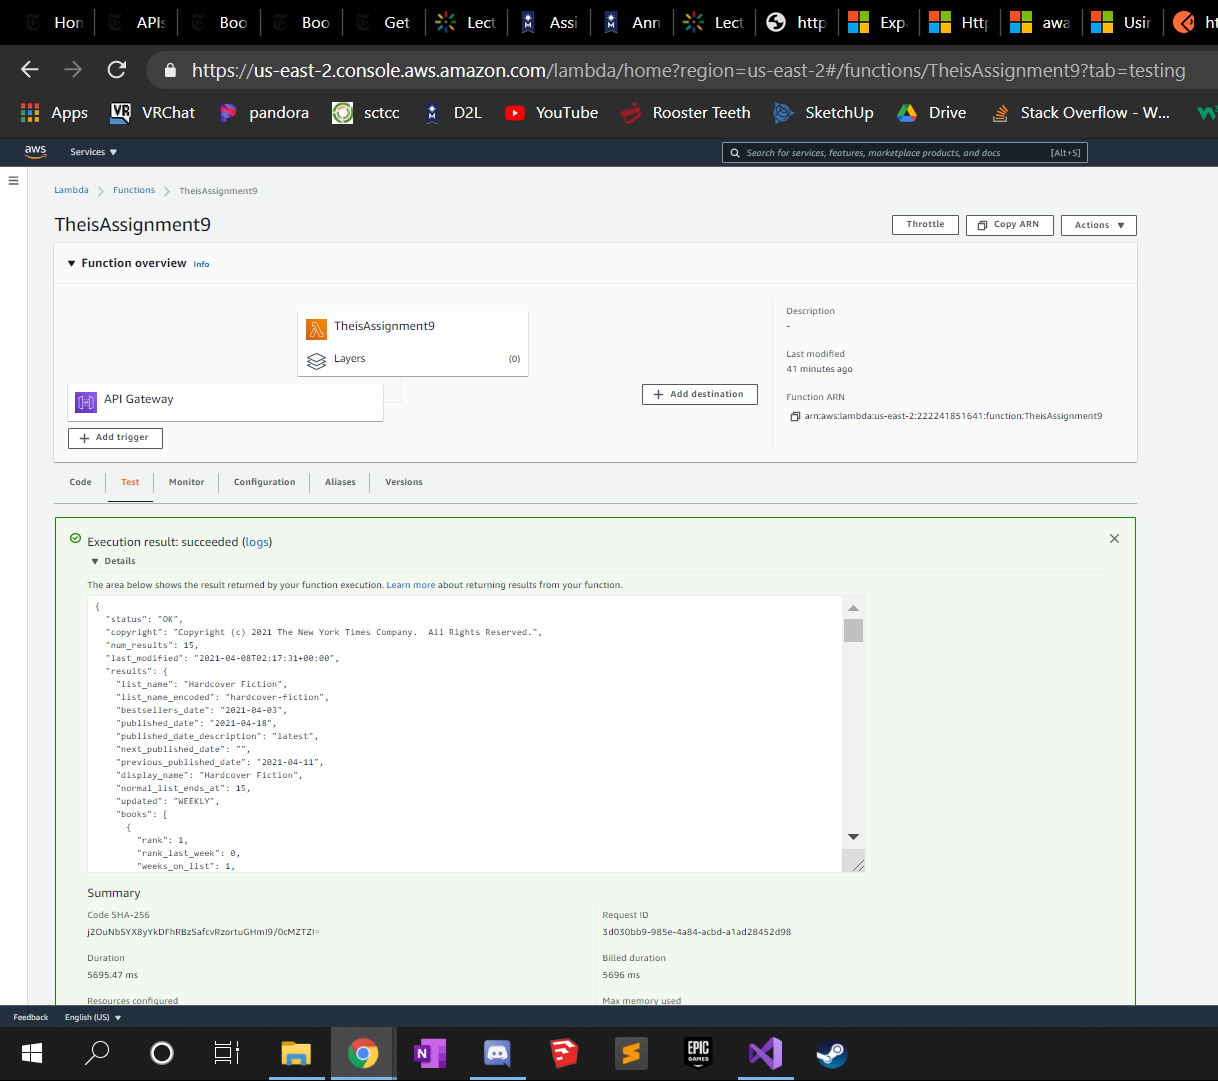 Hor
APIs
Boo
Boo
Get
Lect
Assi
Ann
Lect
http
Exp
Http
awa
Usin
ht
https://us-east-2.console.aws.amazon.com/lambda/home?region=us-east-2#/functions/TheisAssignment9?tab=testing
Apps VRChat pandora sctcc D2L YouTube Rooster Teeth SketchUp Drive Stack Overflow - W...
aws Services Search for services, features, marketplace products, and docs [Alt+S]
Lambda Functions TheisAssignment9
TheisAssignment9
Throttle Copy ARN Actions
Function overview Info
TheisAssignment9
Layers (0)
API Gateway
Add trigger
Add destination
Description
-
Last modified
41 minutes ago
Function ARN
arn:aws:lambda:us-east-2:222241851641:function:TheisAssignment9
Code Test Monitor Configuration Aliases Versions
Execution result: succeeded (logs)
Details
The area below shows the result returned by your function execution. Learn more about returning results from your function.
{
"status": "OK",
"copyright": "Copyright (c) 2021 The New York Times Company.  All Rights Reserved.",
"num_results": 15,
"last_modified": "2021-04-08T02:17:31+00:00",
"results": {
"list_name": "Hardcover Fiction",
"list_name_encoded": "hardcover-fiction",
"bestsellers_date": "2021-04-03",
"published_date": "2021-04-18",
"published_date_description": "latest",
"next_published_date": "",
"previous_published_date": "2021-04-11",
"display_name": "Hardcover Fiction",
"normal_list_ends_at": 15,
"updated": "WEEKLY",
"books": [
{
"rank": 1,
"rank_last_week": 0,
"weeks_on_list": 1,
Summary
Code SHA-256
j2OuNbSYX8yYkDFhRBzSafcvRzortuGHmI9/0cMZTZI=
Request ID
3d030bb9-985e-4a84-acbd-a1ad28452d98
Duration
5695.47 ms
Billed duration
5696 ms
Resources configured
Max memory used
Feedback English (US)
EPIC GAMES